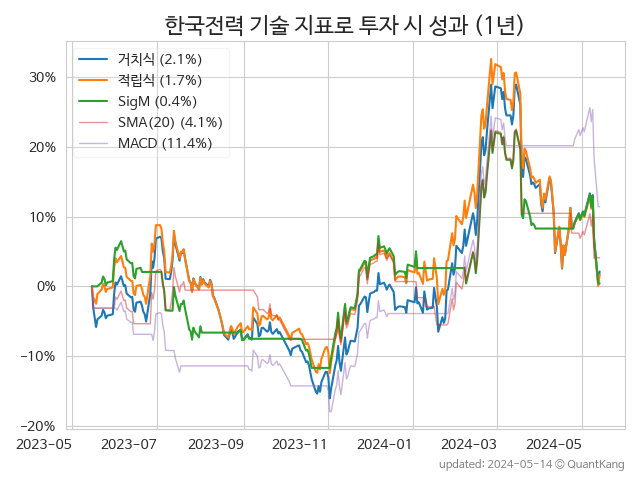 한국전력 기술 지표로 투자 시 성과 (1년)
거치식 (2.1%)
적립식 (1.7%)
SigM (0.4%)
SMA(20) (4.1%)
MACD (11.4%)
30%
20%
10%
0%
−10%
−20%
2023-05 2023-07 2023-09 2023-11 2024-01 2024-03 2024-05
updated: 2024-05-14 © QuantKang